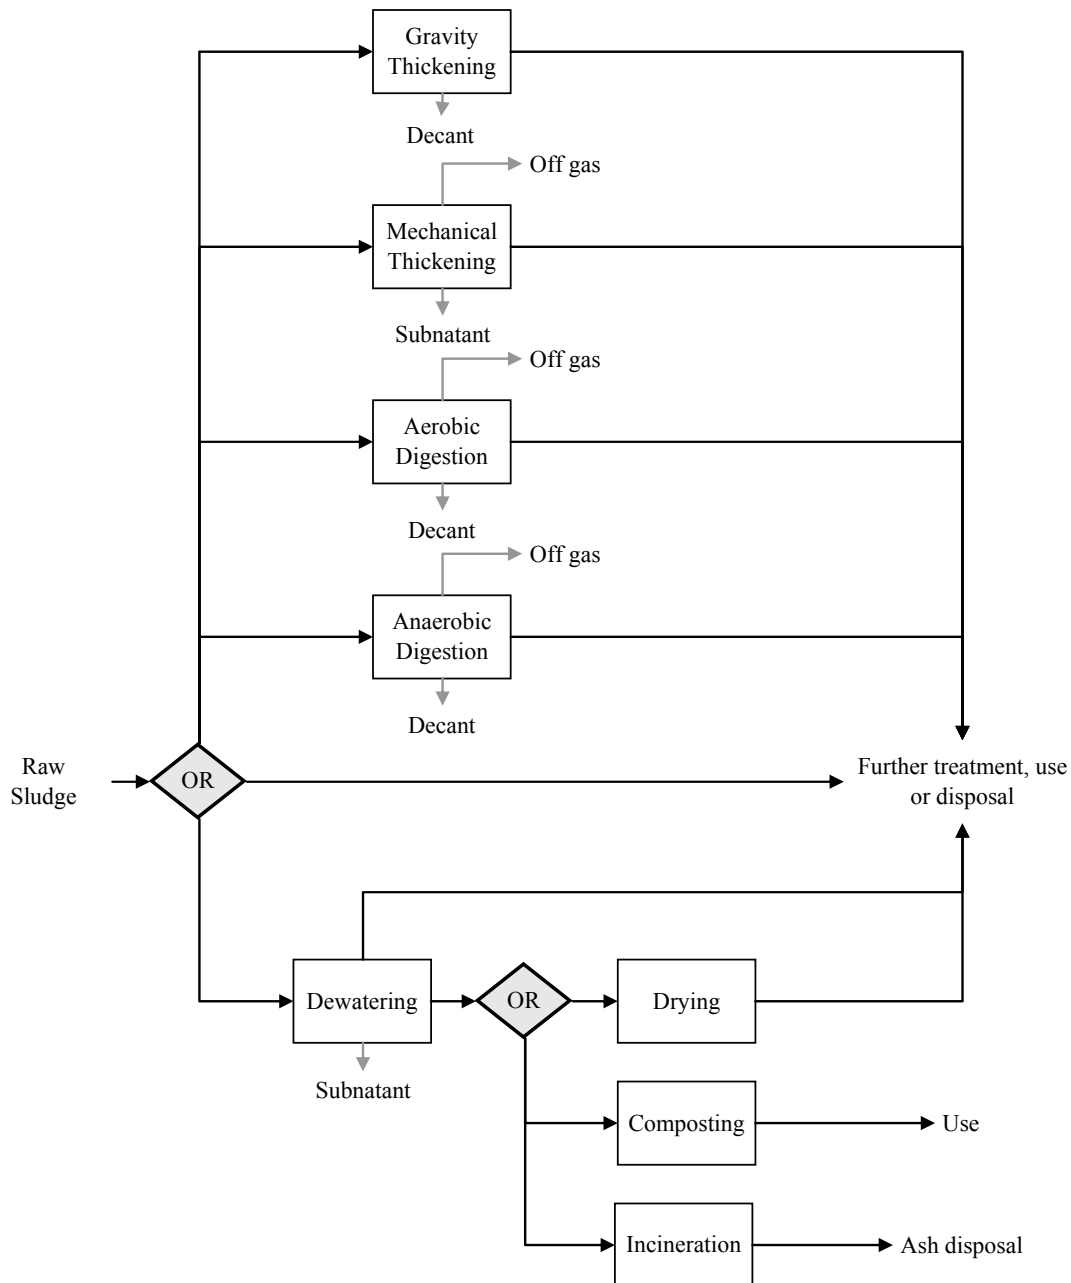 Gravity
Thickening
Decant
Off gas
Mechanical
Thickening
Subnatant
Off gas
Aerobic
Digestion
Decant
Off gas
Anaerobic
Digestion
Decant
Raw
Sludge
OR
Further treatment, use
or disposal
Dewatering
OR
Drying
Subnatant
Composting
Use
Incineration
Ash disposal